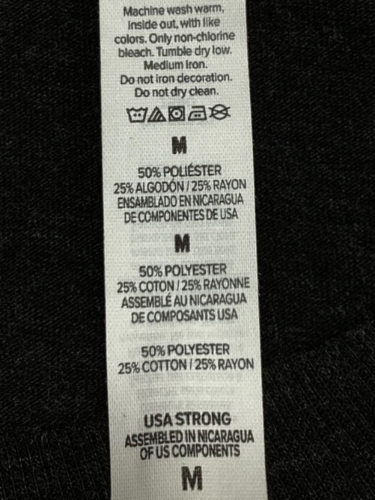 Machine wash warm,
inside out, with like
colors. Only non-chlorine
bleach. Tumble dry low.
Medium iron.
Do not iron decoration.
Do not dry clean.
M
50% POLIÉSTER
25% ALGODÓN / 25% RAYON
ENSAMBLADO EN NICARAGUA
DE COMPONENTES DE USA
M
50% POLYESTER
25% COTON / 25% RAYONNE
ASSEMBLÉ AU NICARAGUA
DE COMPOSANTS USA
50% POLYESTER
25% COTTON / 25% RAYON
USA STRONG
ASSEMBLED IN NICARAGUA
OF US COMPONENTS
M